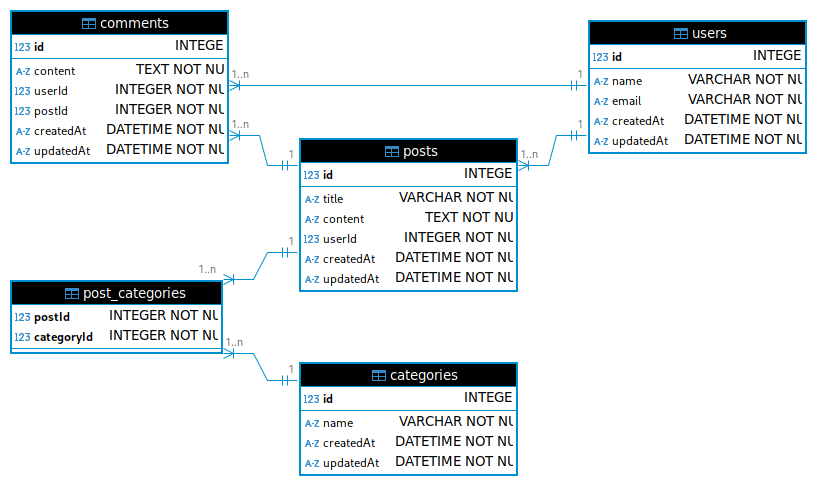 comments
123 id INTEGE
A-Z content TEXT NOT NU
123 userId INTEGER NOT NU
123 postId INTEGER NOT NU
A-Z createdAt DATETIME NOT NU
A-Z updatedAt DATETIME NOT NU
users
123 id INTEGE
A-Z name VARCHAR NOT NU
A-Z email VARCHAR NOT NU
A-Z createdAt DATETIME NOT NU
A-Z updatedAt DATETIME NOT NU
1..n
1
1..n
1
1
1..n
posts
123 id INTEGE
A-Z title VARCHAR NOT NU
A-Z content TEXT NOT NU
123 userId INTEGER NOT NU
A-Z createdAt DATETIME NOT NU
A-Z updatedAt DATETIME NOT NU
1
1..n
post_categories
123 postId INTEGER NOT NU
123 categoryId INTEGER NOT NU
1..n
1
categories
123 id INTEGE
A-Z name VARCHAR NOT NU
A-Z createdAt DATETIME NOT NU
A-Z updatedAt DATETIME NOT NU